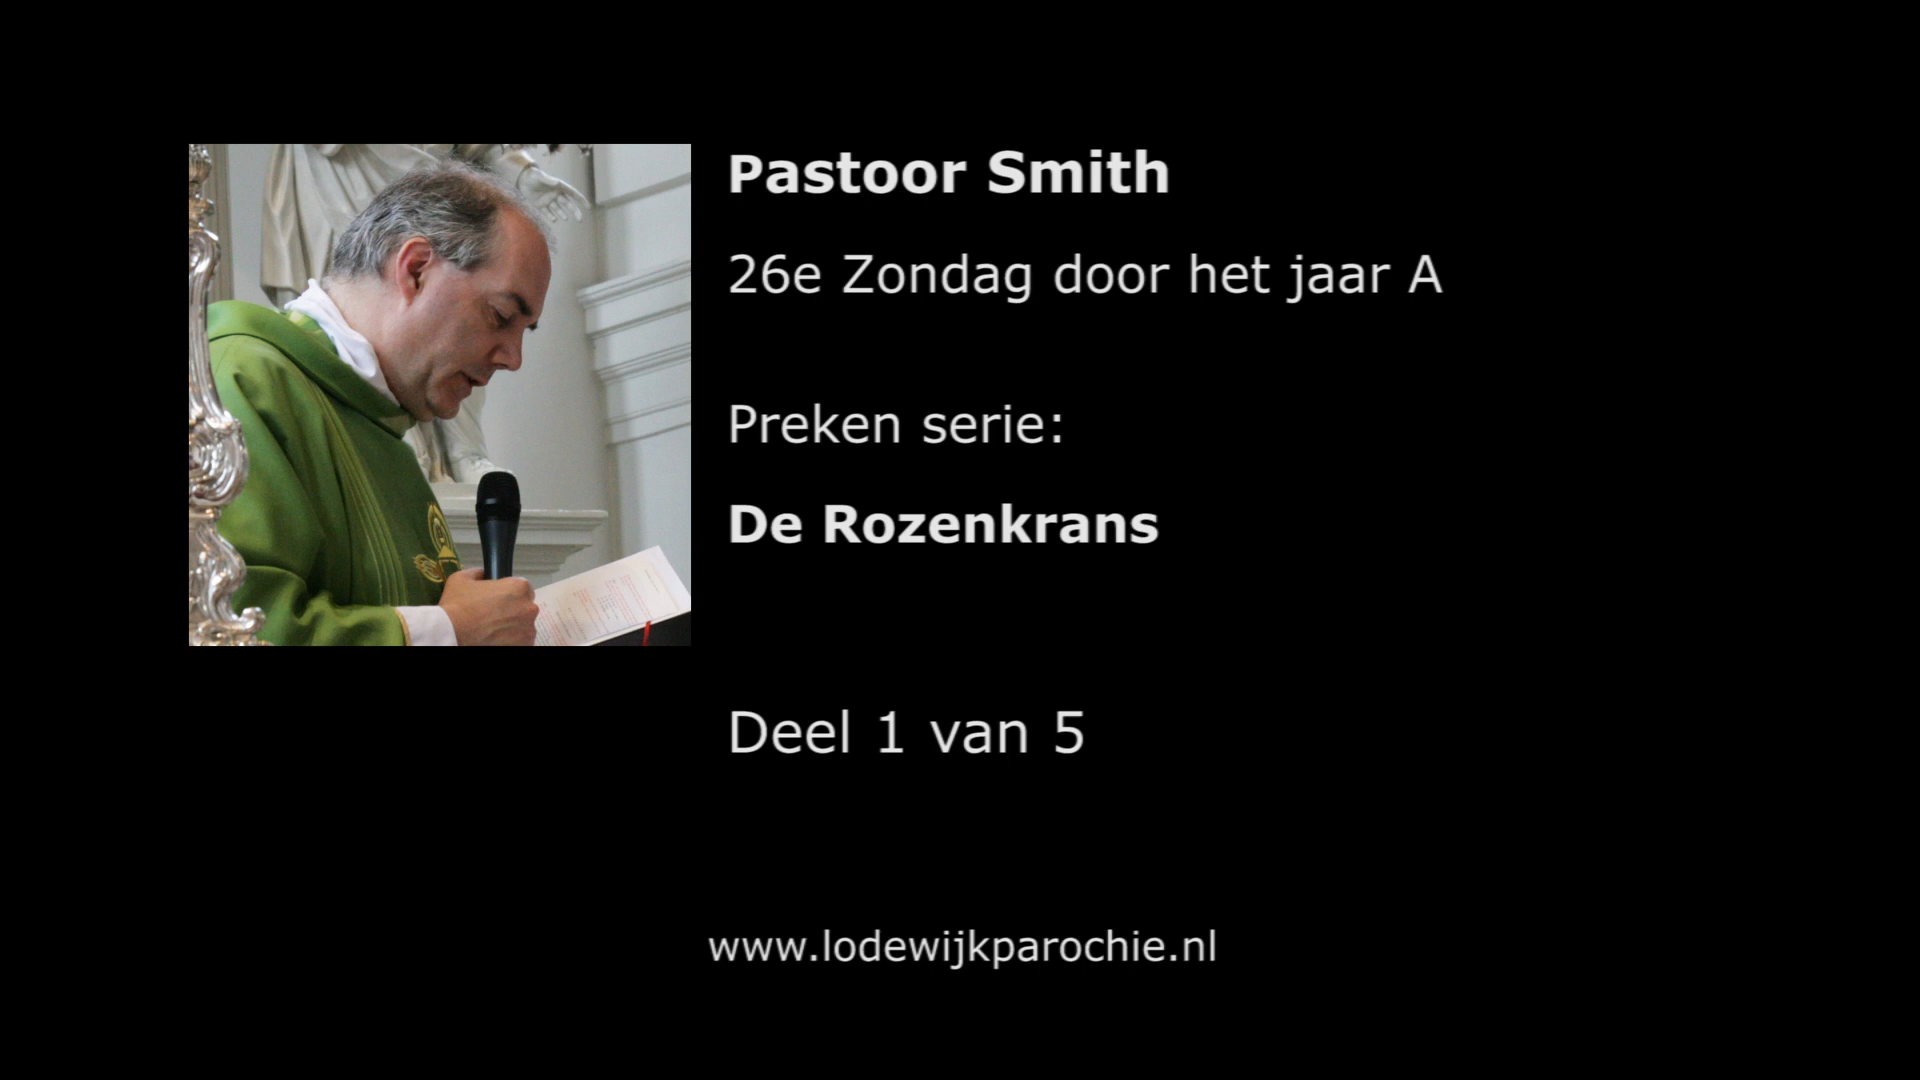 Pastoor Smith
26e Zondag door het jaar A
Preken serie:
De Rozenkrans
Deel 1 van 5
www.lodewijkparochie.nl